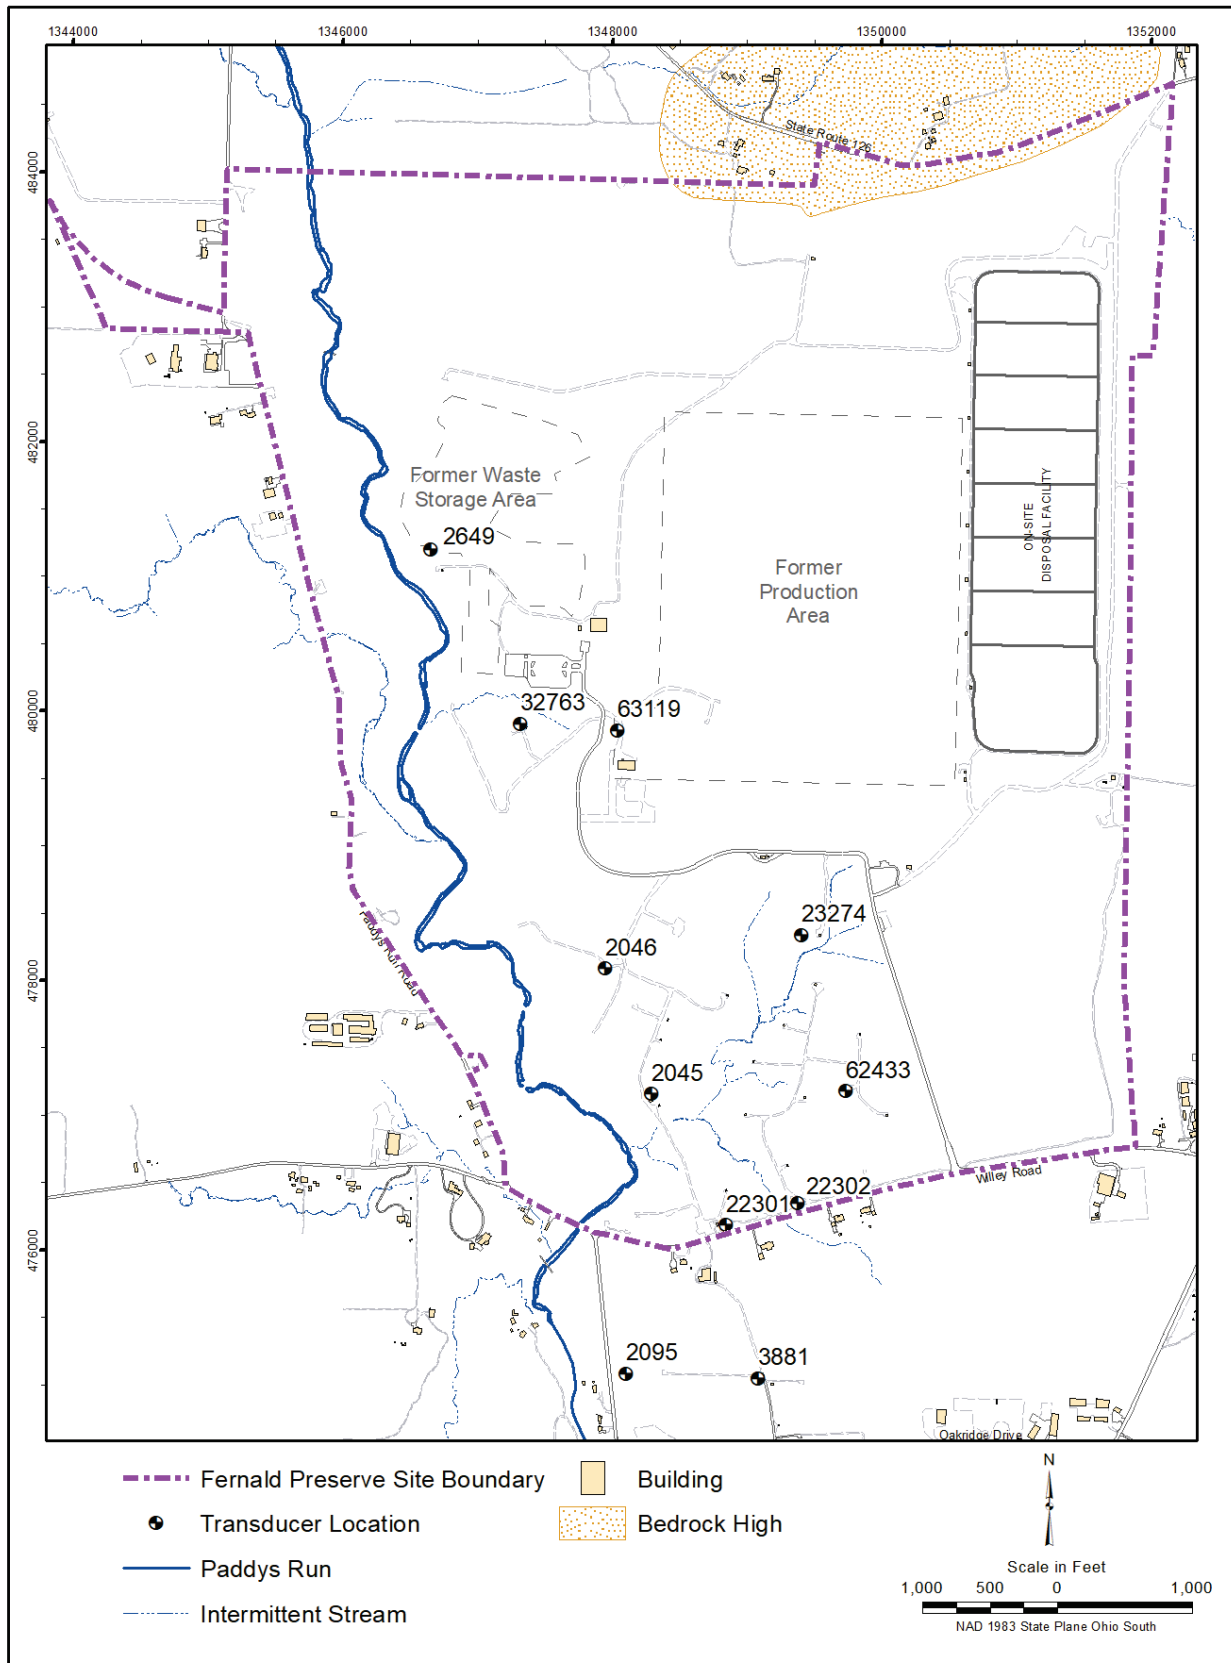 1344000
1346000
1348000
1350000
1352000
484000
482000
480000
478000
476000
State Route 126
Former Waste
Storage Area
2649
Former
Production
Area
ON-SITE
DISPOSAL FACILITY
32763
63119
23274
2046
Paddys Run Road
2045
62433
22302
22301
Willey Road
2095
3881
Oakridge Drive
Fernald Preserve Site Boundary
Building
Transducer Location
Bedrock High
Paddys Run
Intermittent Stream
N
Scale in Feet
1,000 500 0 1,000
NAD 1983 State Plane Ohio South